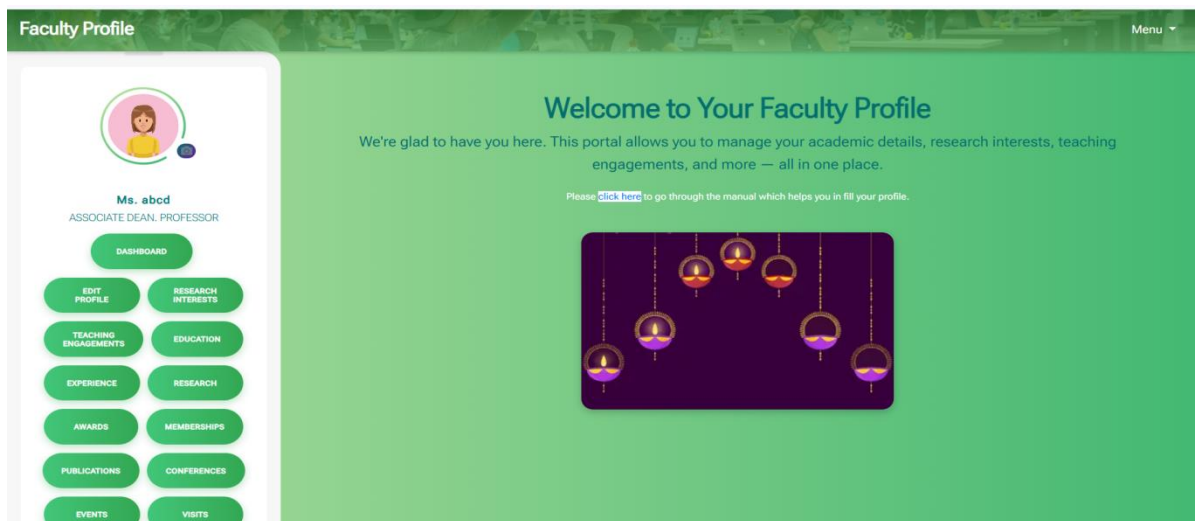 Faculty Profile
Menu
Ms. abcd
ASSOCIATE DEAN. PROFESSOR
DASHBOARD
EDIT
PROFILE
RESEARCH
INTERESTS
TEACHING
ENGAGEMENTS
EDUCATION
EXPERIENCE
RESEARCH
AWARDS
MEMBERSHIPS
PUBLICATIONS
CONFERENCES
EVENTS
VISITS
Welcome to Your Faculty Profile
We're glad to have you here. This portal allows you to manage your academic details, research interests, teaching
engagements, and more — all in one place.
Please click here to go through the manual which helps you in fill your profile.